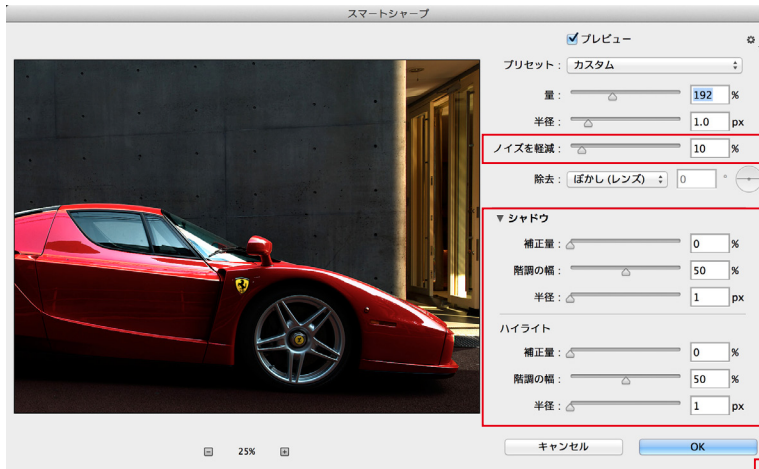 スマートシャープ
プレビュー
プリセット： カスタム
量： 192 %
半径： 1.0 px
ノイズを軽減： 10 %
除去： ぼかし (レンズ) 0 °
▼ シャドウ
補正量： 0 %
階調の幅： 50 %
半径： 1 px
ハイライト
補正量： 0 %
階調の幅： 50 %
半径： 1 px
25%
キャンセル OK